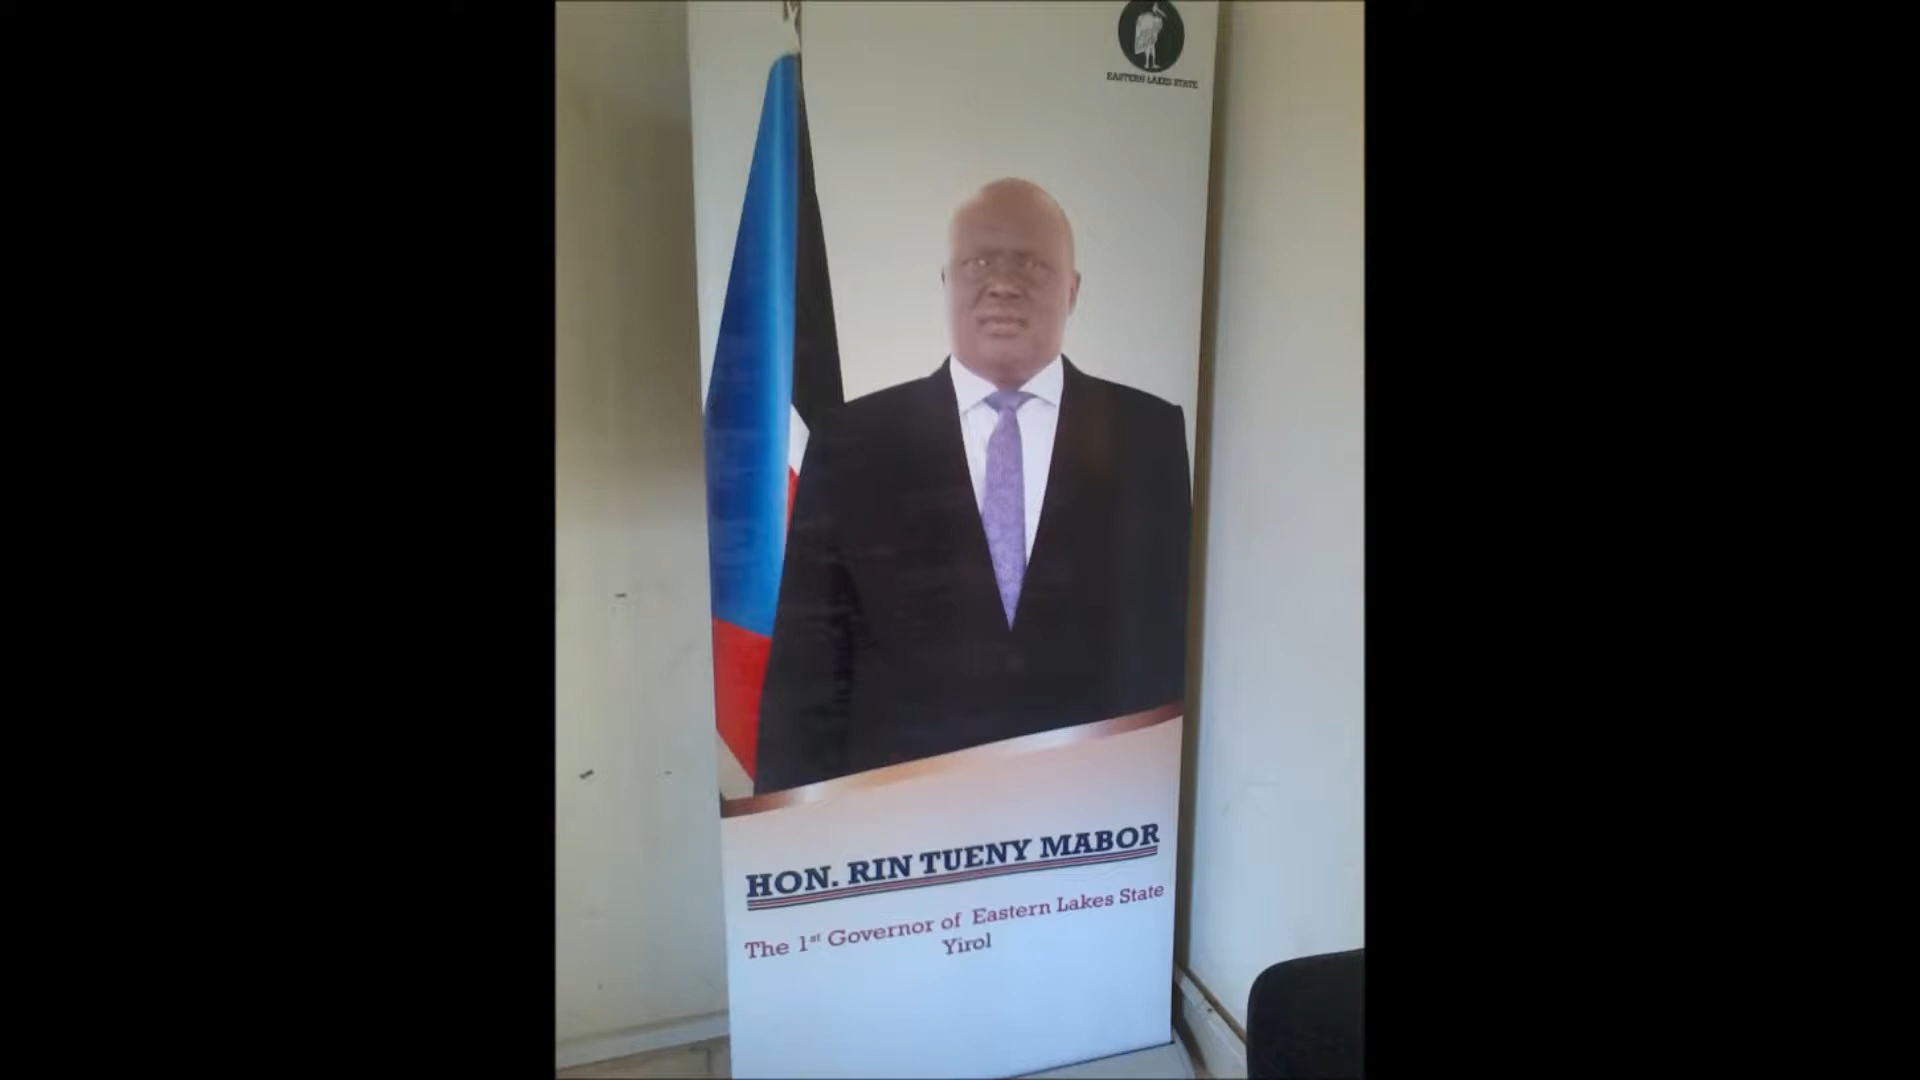 EASTERN LAKES STATE
HON. RIN TUENY MABOR
The 1st Governor of Eastern Lakes State
Yirol